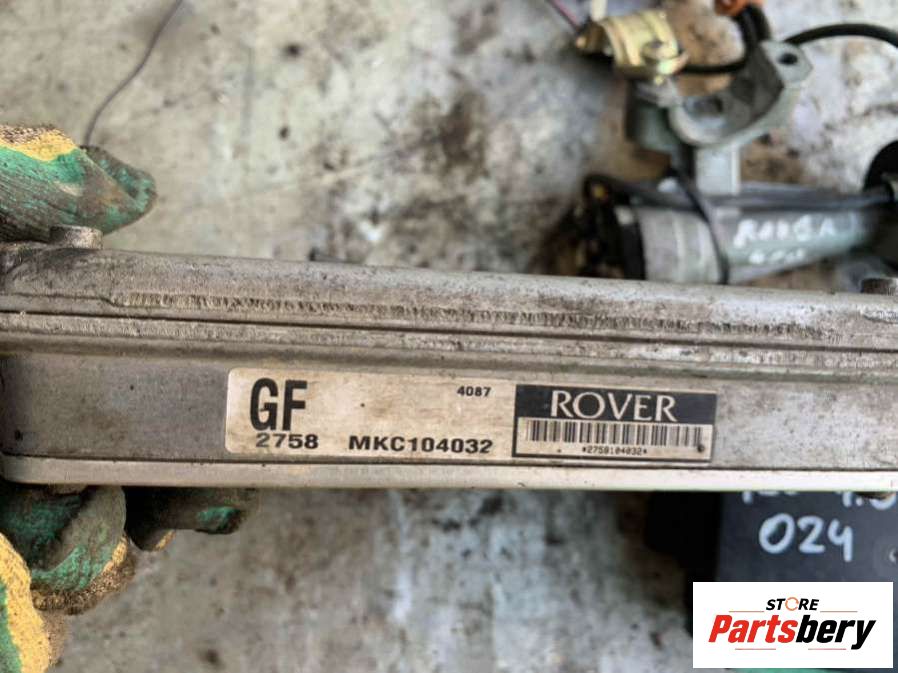 GF
4087
2758 MKC104032
ROVER
*2758104032*
024
STORE
Partsbery